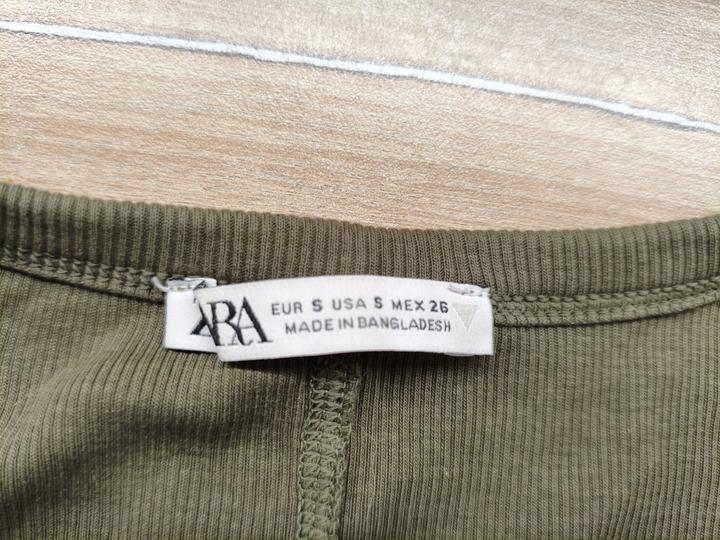 ZARA
EUR S USA S MEX 26
MADE IN BANGLADESH